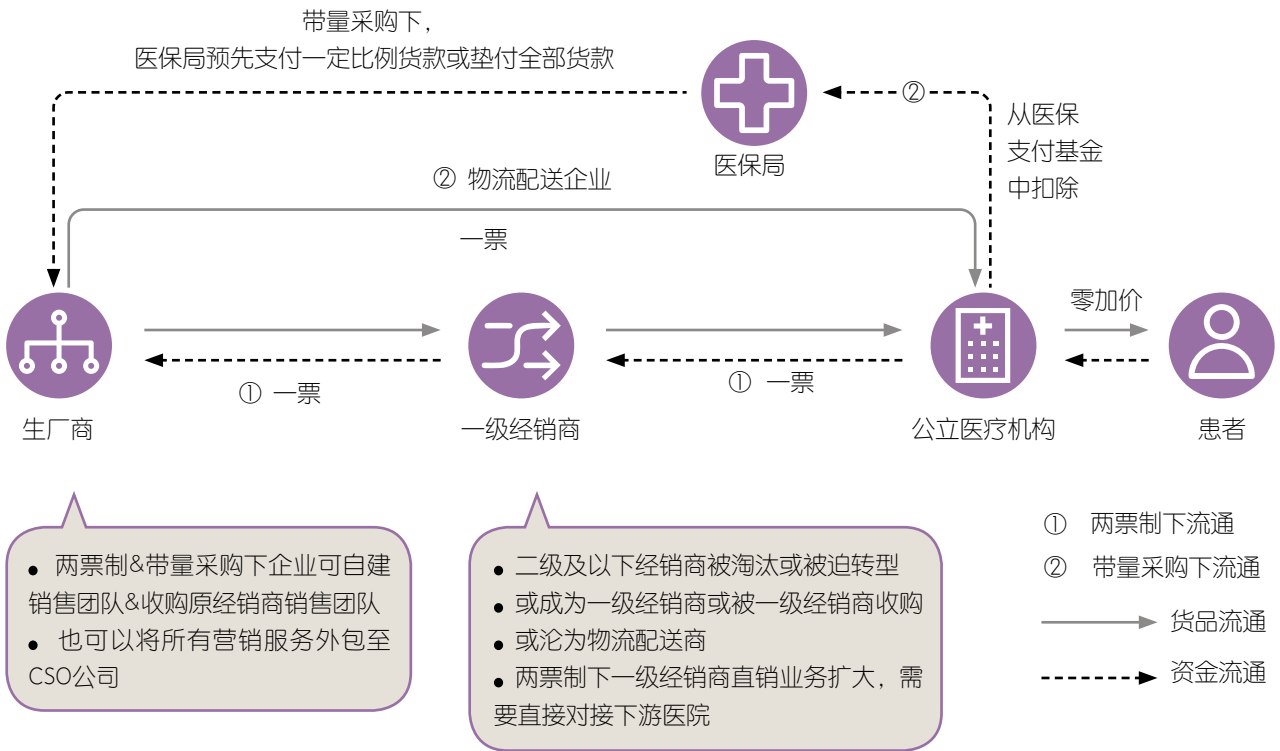 带量采购下，
医保局预先支付一定比例货款或垫付全部货款
②
从医保
支付基金
中扣除
医保局
② 物流配送企业
一票
零加价
① 一票
① 一票
生厂商
一级经销商
公立医疗机构
患者
• 两票制&带量采购下企业可自建
销售团队&收购原经销商销售团队
• 也可以将所有营销服务外包至
CSO公司
• 二级及以下经销商被淘汰或被迫转型
• 或成为一级经销商或被一级经销商收购
• 或沦为物流配送商
• 两票制下一级经销商直销业务扩大，需
要直接对接下游医院
① 两票制下流通
② 带量采购下流通
货品流通
资金流通